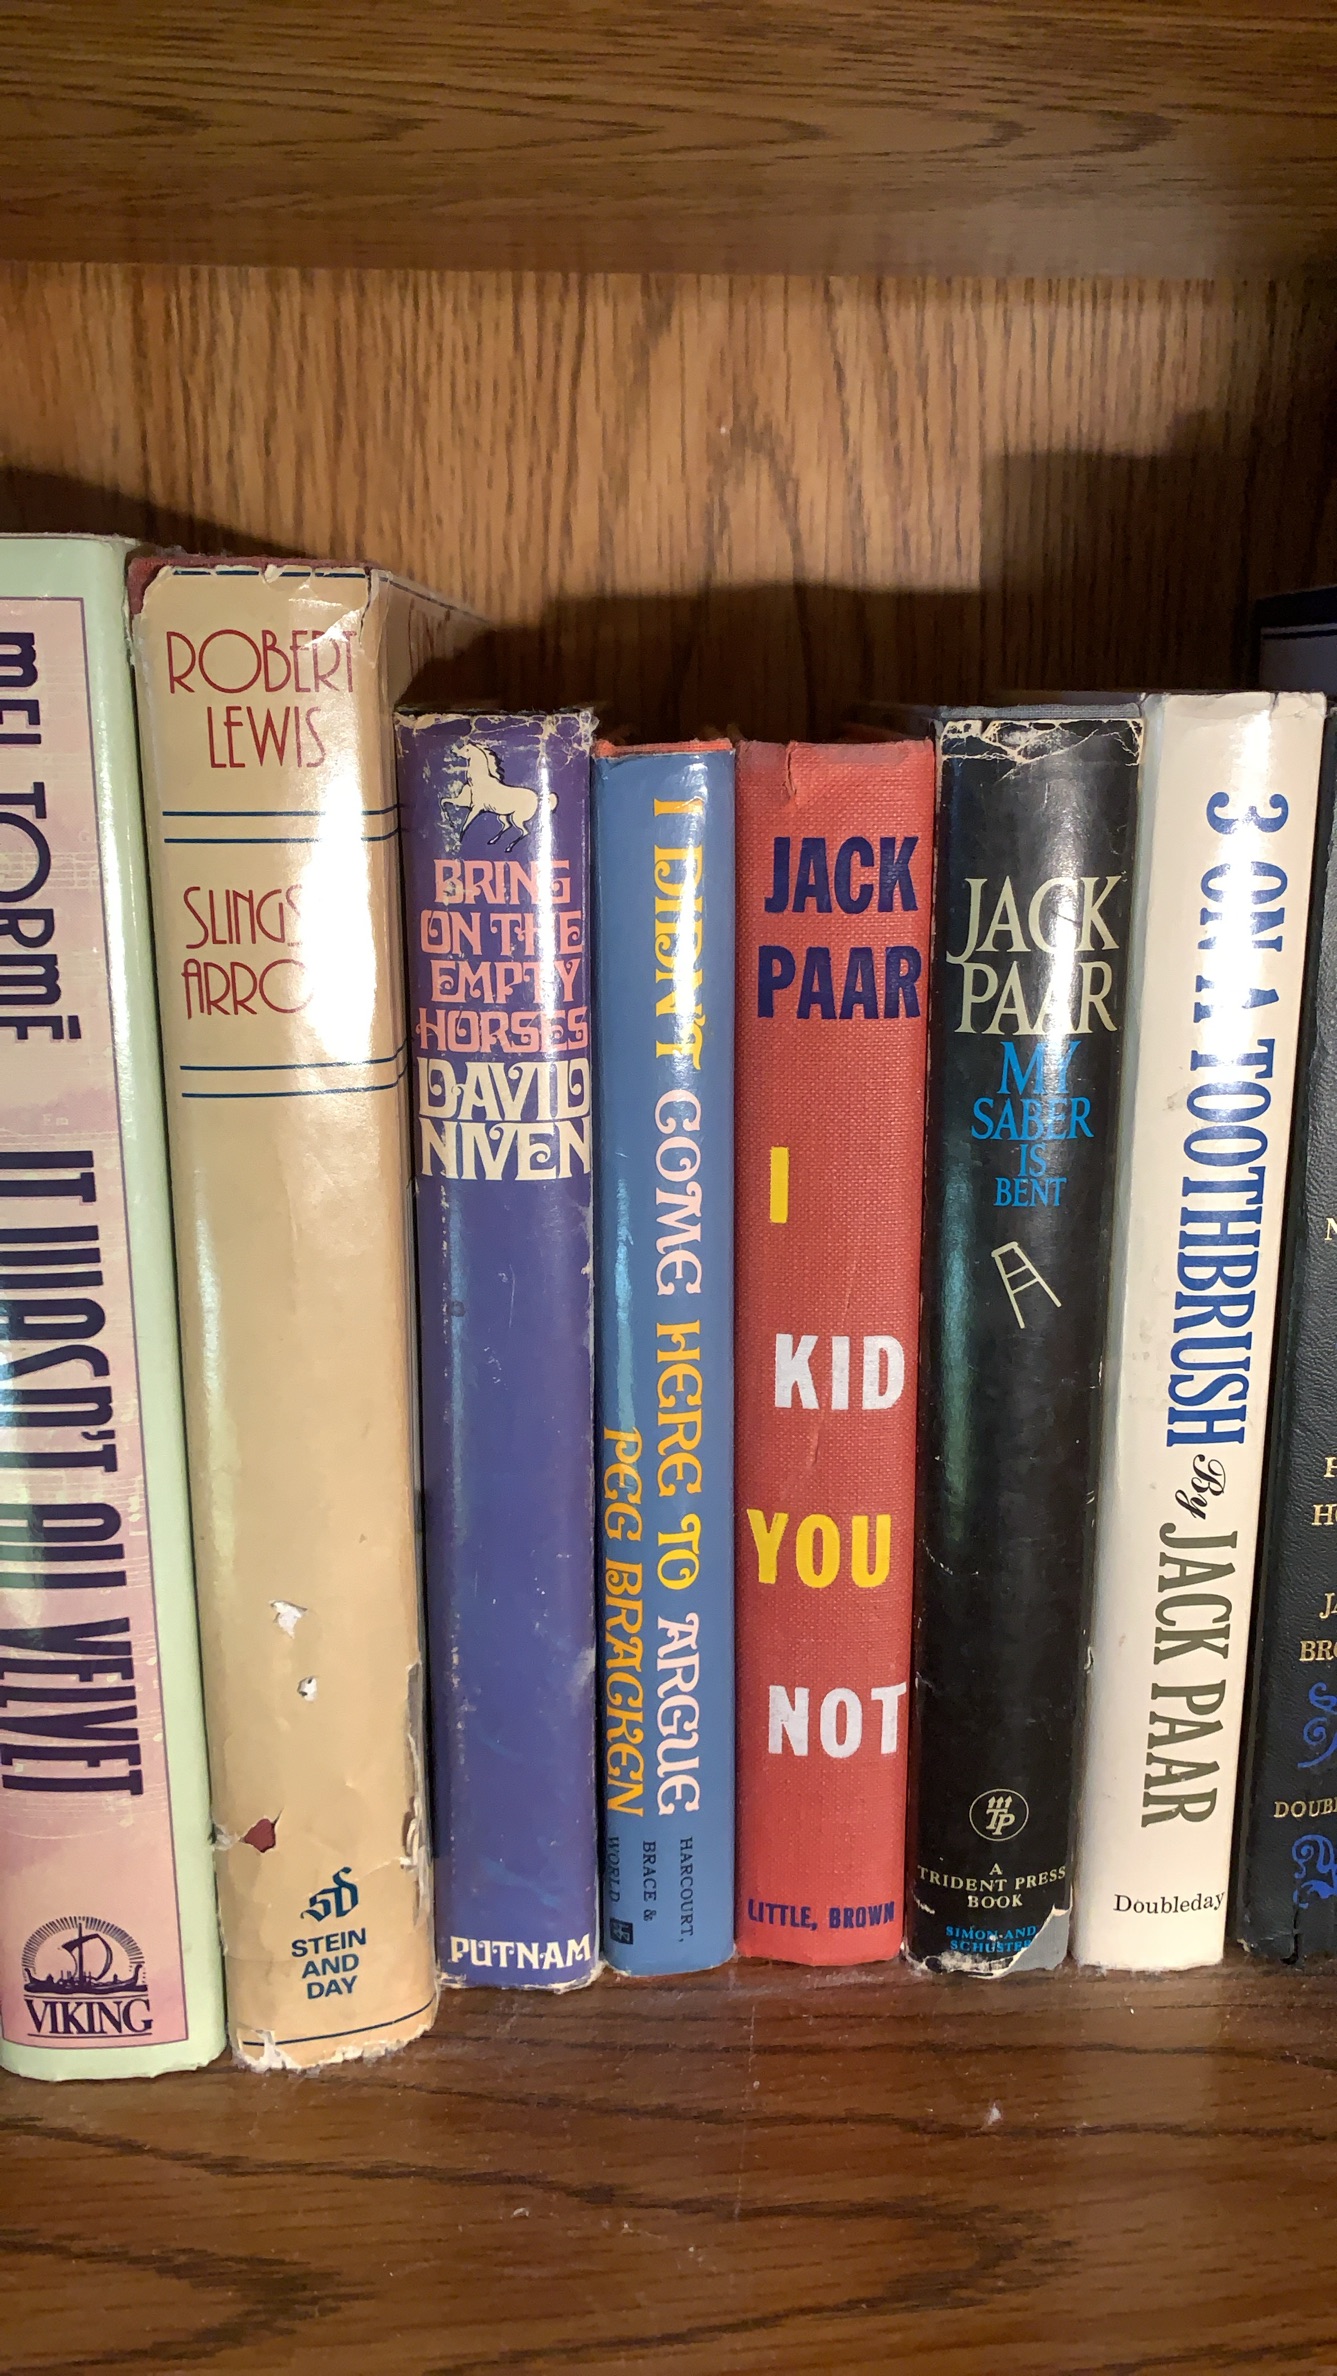 MEL TORMÉ IT WASN'T ALL VELVET
VIKING
ROBERT
LEWIS
SLINGS
STEIN
AND
DAY
BRING
ON THE
EMPTY
HORSES
DAVID
NIVEN
PUTNAM
I DIDN'T COME HERE TO ARGUE
PEG BRACKEN
HARCOURT,
BRACE &
WORLD
JACK
PAAR
I
KID
YOU
NOT
LITTLE, BROWN
JACK
PAAR
MY
SABER
IS
BENT
TP
A
TRIDENT PRESS
BOOK
SIMON AND
SCHUSTER
3 ON A TOOTHBRUSH By JACK PAAR
Doubleday